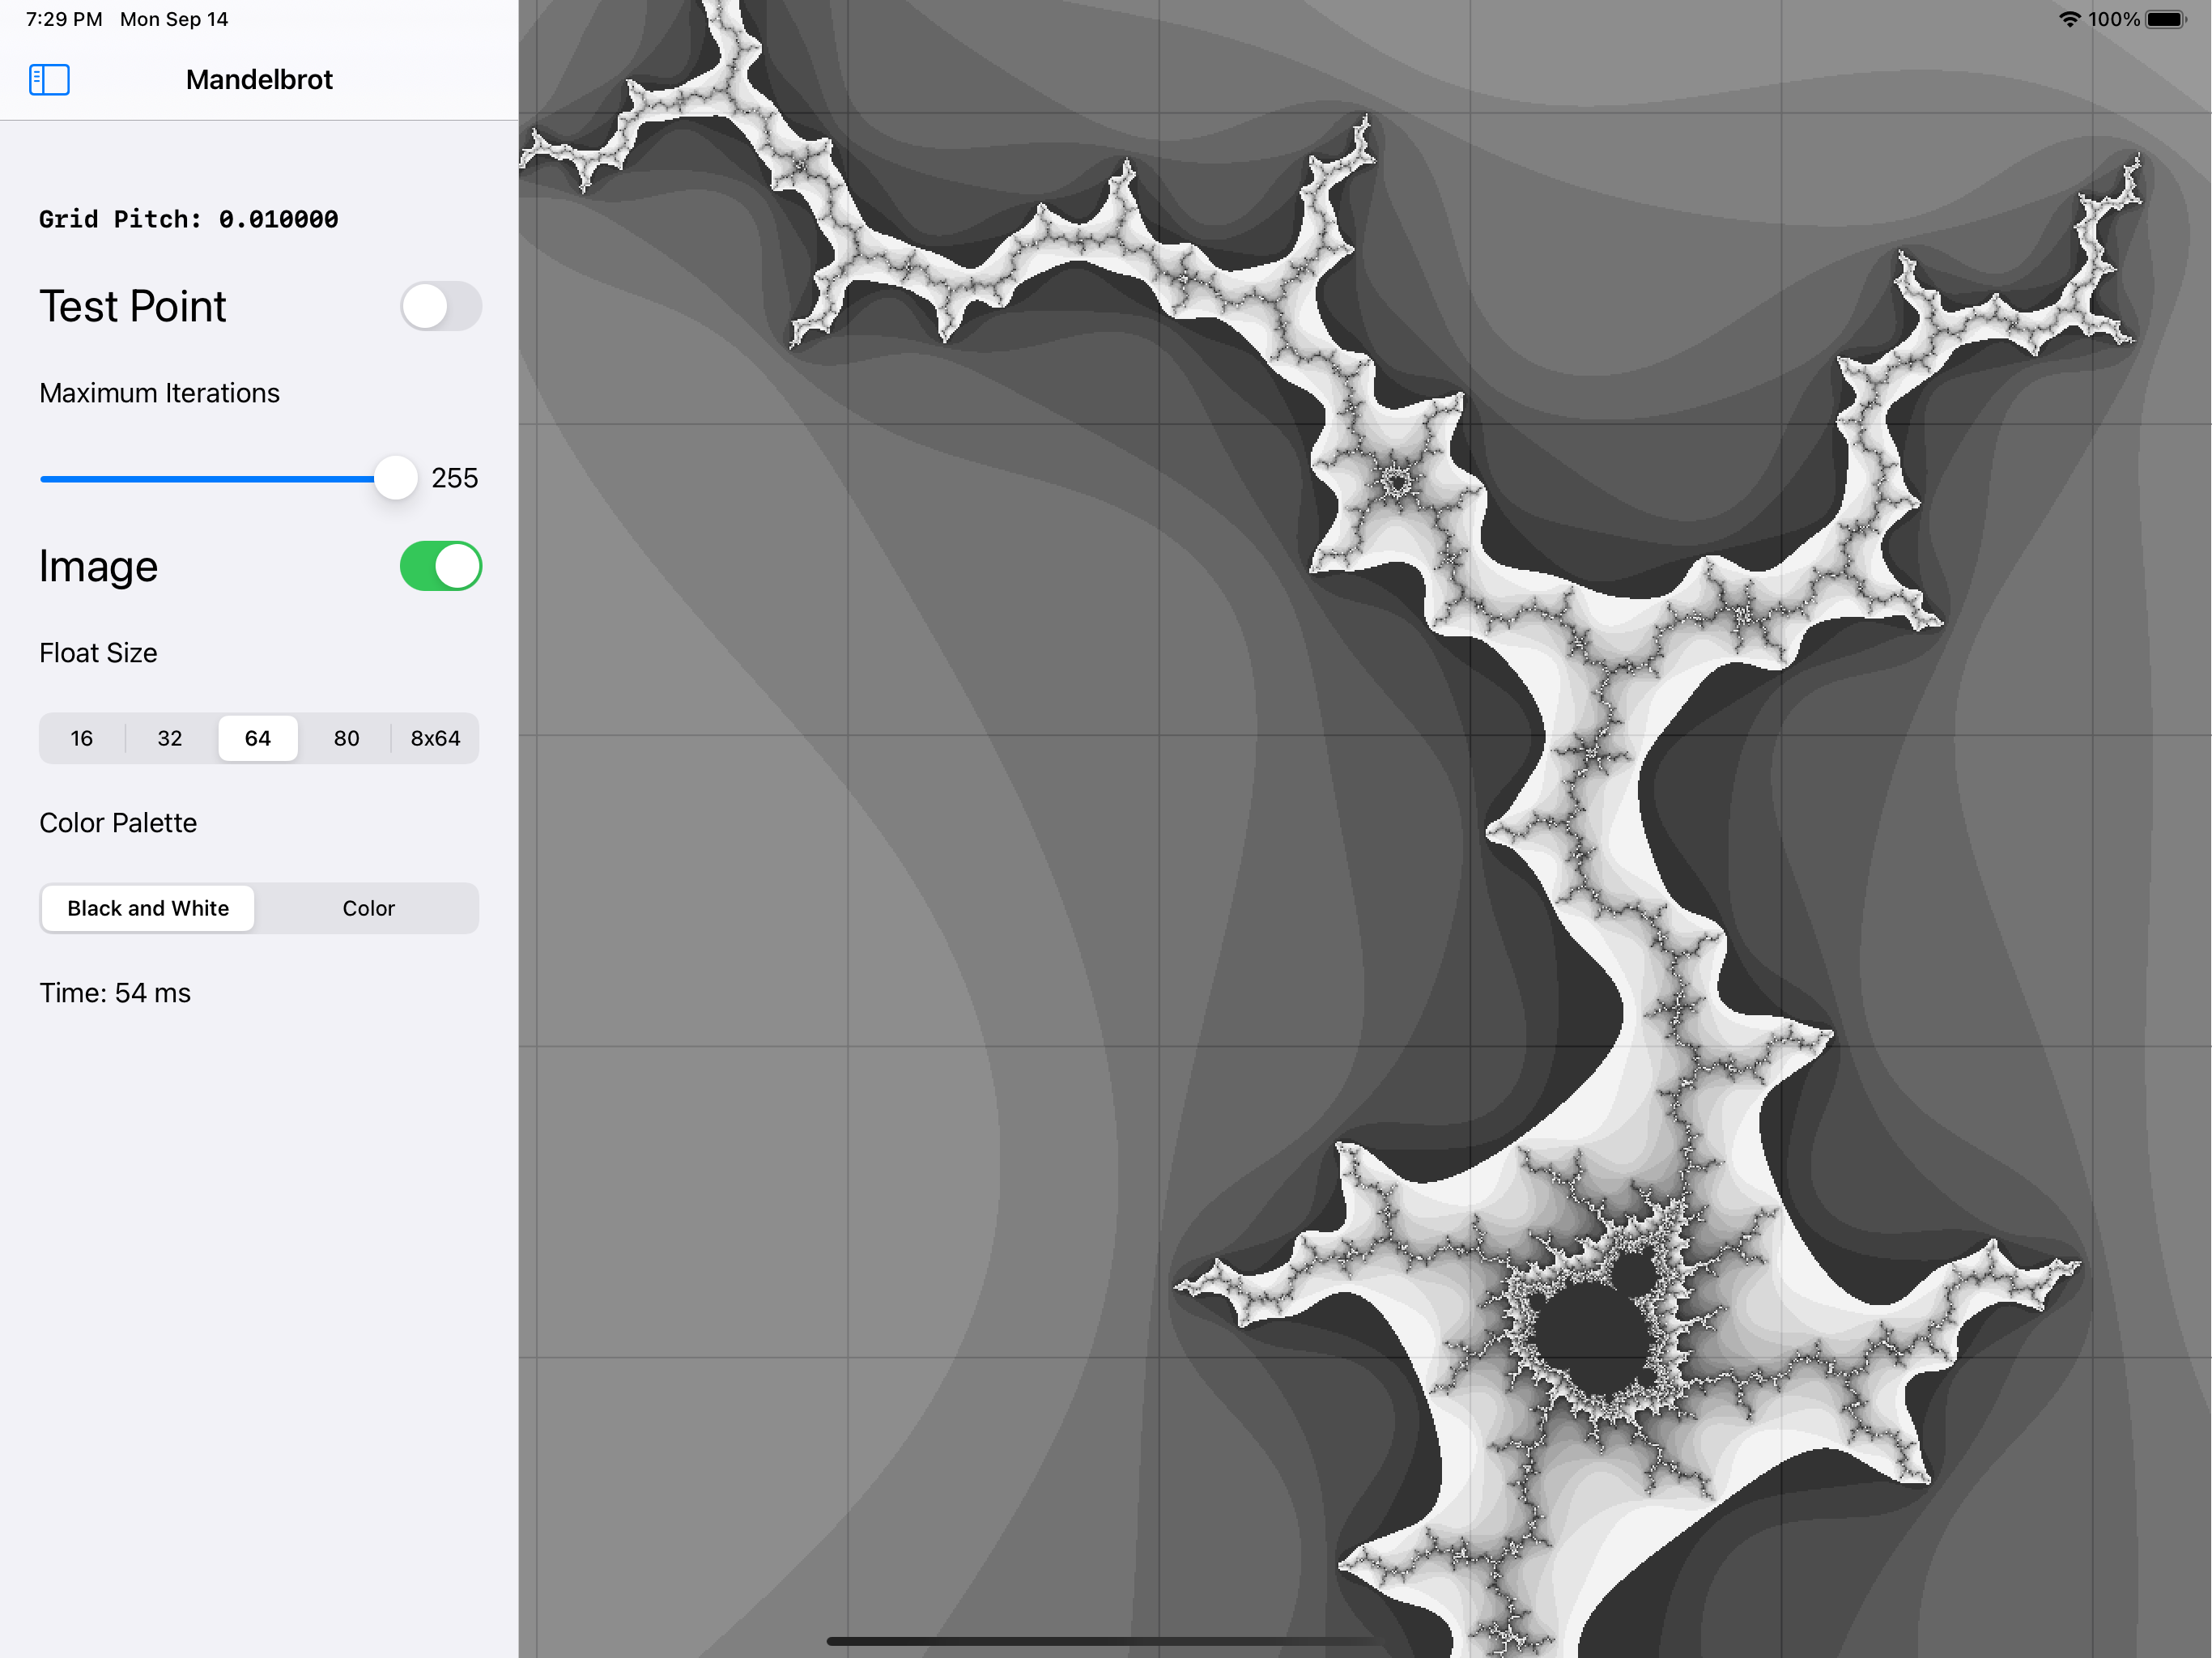 7:29 PM Mon Sep 14
100%
Mandelbrot
Grid Pitch: 0.010000
Test Point
Maximum Iterations
255
Image
Float Size
16 32 64 80 8x64
Color Palette
Black and White Color
Time: 54 ms